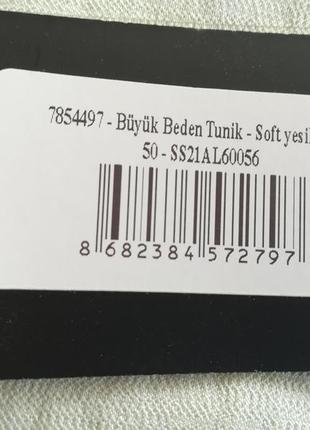 7854497 - Büyük Beden Tunik - Soft yesil
50 - SS21AL60056
8 682384 572797